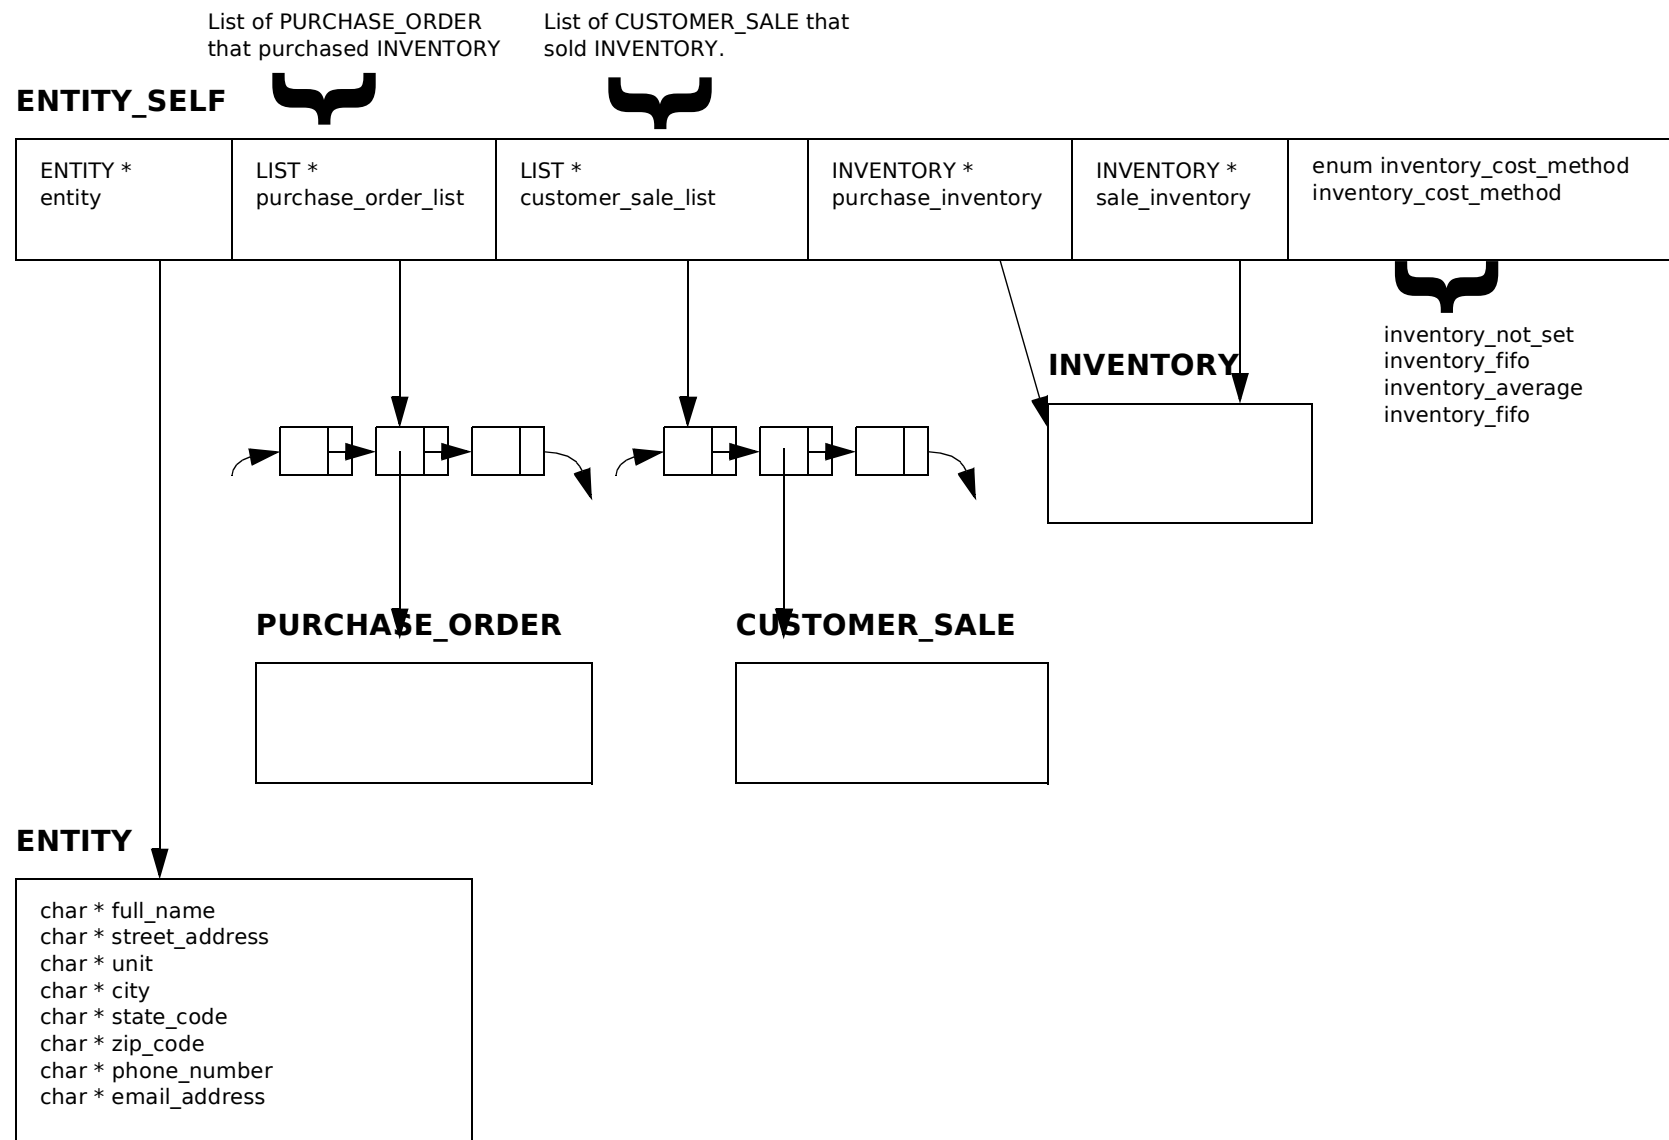 List of PURCHASE_ORDER
that purchased INVENTORY
List of CUSTOMER_SALE that
sold INVENTORY.
ENTITY_SELF
ENTITY *
entity
LIST *
purchase_order_list
LIST *
customer_sale_list
INVENTORY *
purchase_inventory
INVENTORY *
sale_inventory
enum inventory_cost_method
inventory_cost_method
inventory_not_set
inventory_fifo
inventory_average
inventory_fifo
INVENTORY
PURCHASE_ORDER
CUSTOMER_SALE
ENTITY
char * full_name
char * street_address
char * unit
char * city
char * state_code
char * zip_code
char * phone_number
char * email_address